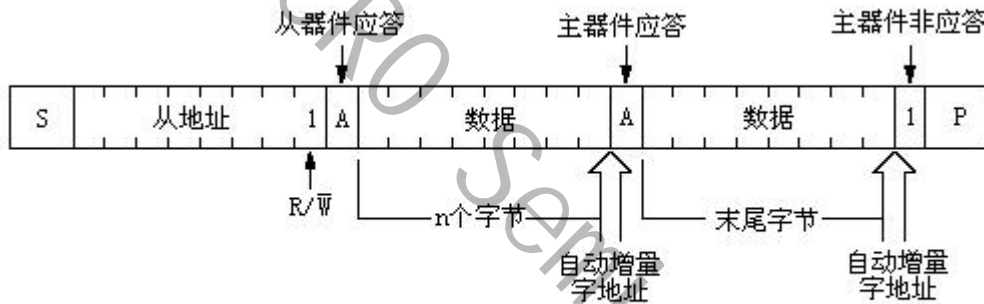 从器件应答 主器件应答 主器件非应答
S 从地址 1 A 数据 A 数据 1 P
R/W̅
n个字节 末尾字节
自动增量 自动增量
字地址 字地址
CRO Semi